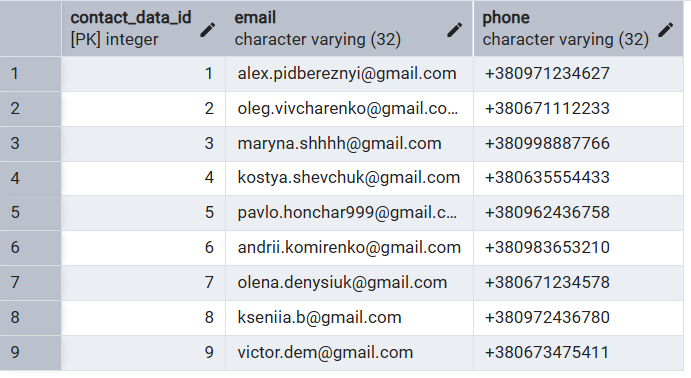 contact_data_id email phone
[PK] integer character varying (32) character varying (32)
1 1 alex.pidbereznyi@gmail.com +380971234627
2 2 oleg.vivcharenko@gmail.co... +380671112233
3 3 maryna.shhhh@gmail.com +380998887766
4 4 kostya.shevchuk@gmail.com +380635554433
5 5 pavlo.honchar999@gmail.c... +380962436758
6 6 andrii.komirenko@gmail.com +380983653210
7 7 olena.denysiuk@gmail.com +380671234578
8 8 kseniia.b@gmail.com +380972436780
9 9 victor.dem@gmail.com +380673475411